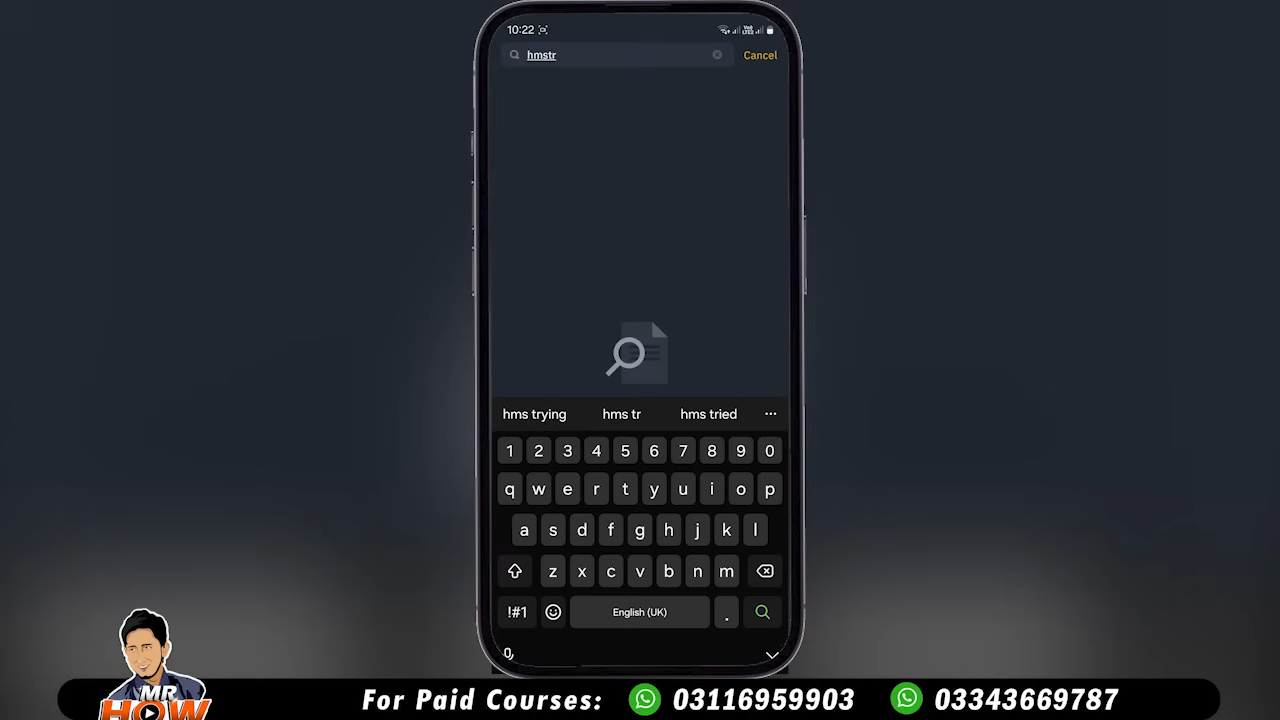 10:22
hmstr
Cancel
hms trying hms tr hms tried ...
1 2 3 4 5 6 7 8 9 0
q w e r t y u i o p
a s d f g h j k l
z x c v b n m
!#1 English (UK) .
MR
HOW
For Paid Courses: 03116959903 03343669787